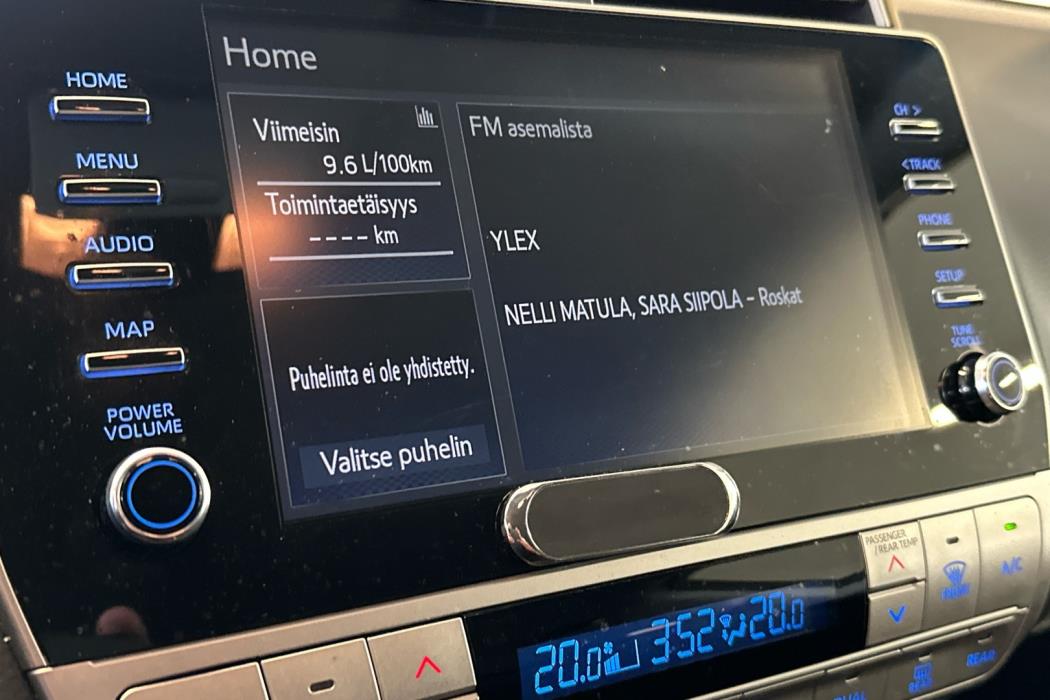 Home
HOME
MENU
AUDIO
MAP
POWER
VOLUME
Viimeisin
9.6 L/100km
Toimintaetäisyys
---- km
Puhelinta ei ole yhdistetty.
Valitse puhelin
FM asemalista
YLEX
NELLI MATULA, SARA SIIPOLA – Roskat
CH >
<TRACK
PHONE
SETUP
TUNE
SCROLL
PASSENGER
/REAR TEMP
A/C
20.0 3:52 20.0
DUAL
REAR
REAR